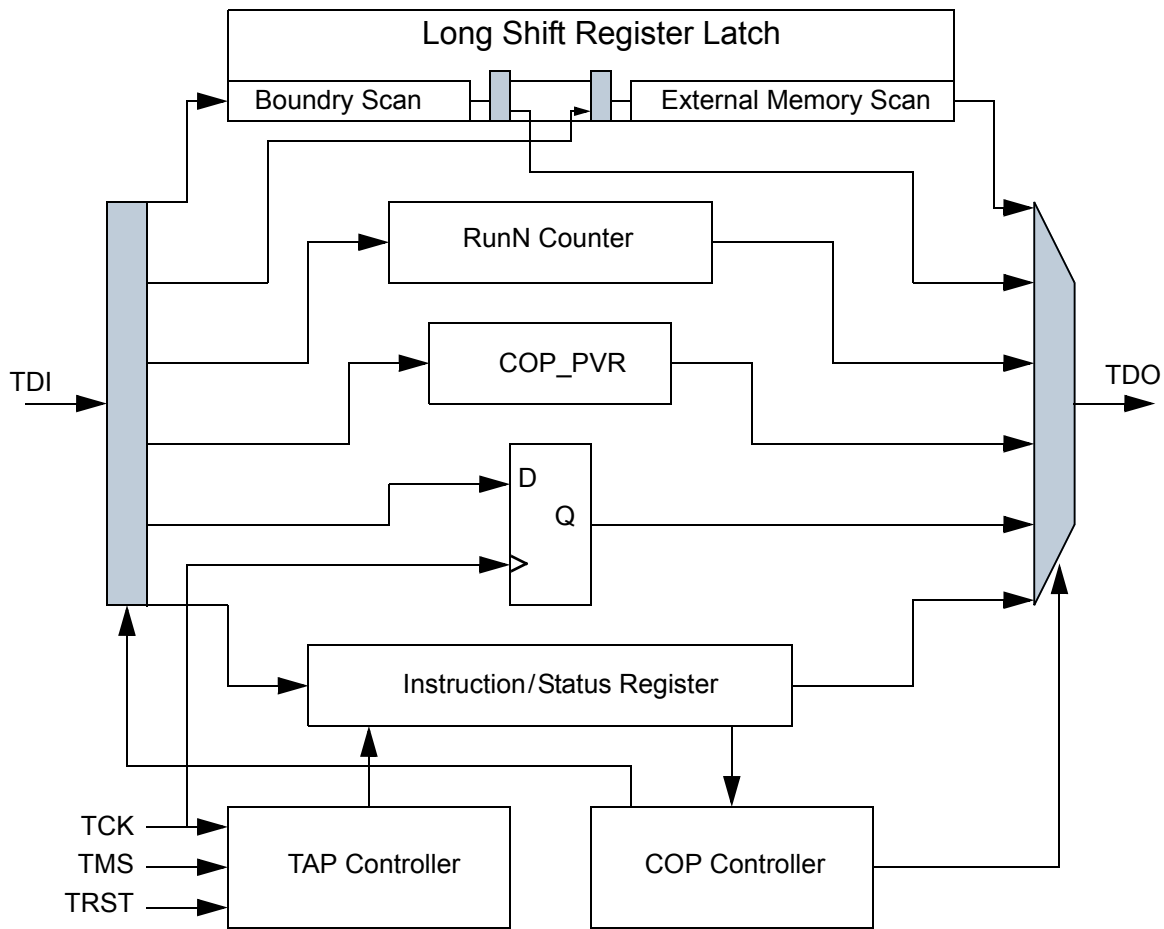 Long Shift Register Latch
Boundry Scan
External Memory Scan
RunN Counter
COP_PVR
TDI
TDO
D
Q
Instruction/Status Register
TCK
TMS
TRST
TAP Controller
COP Controller